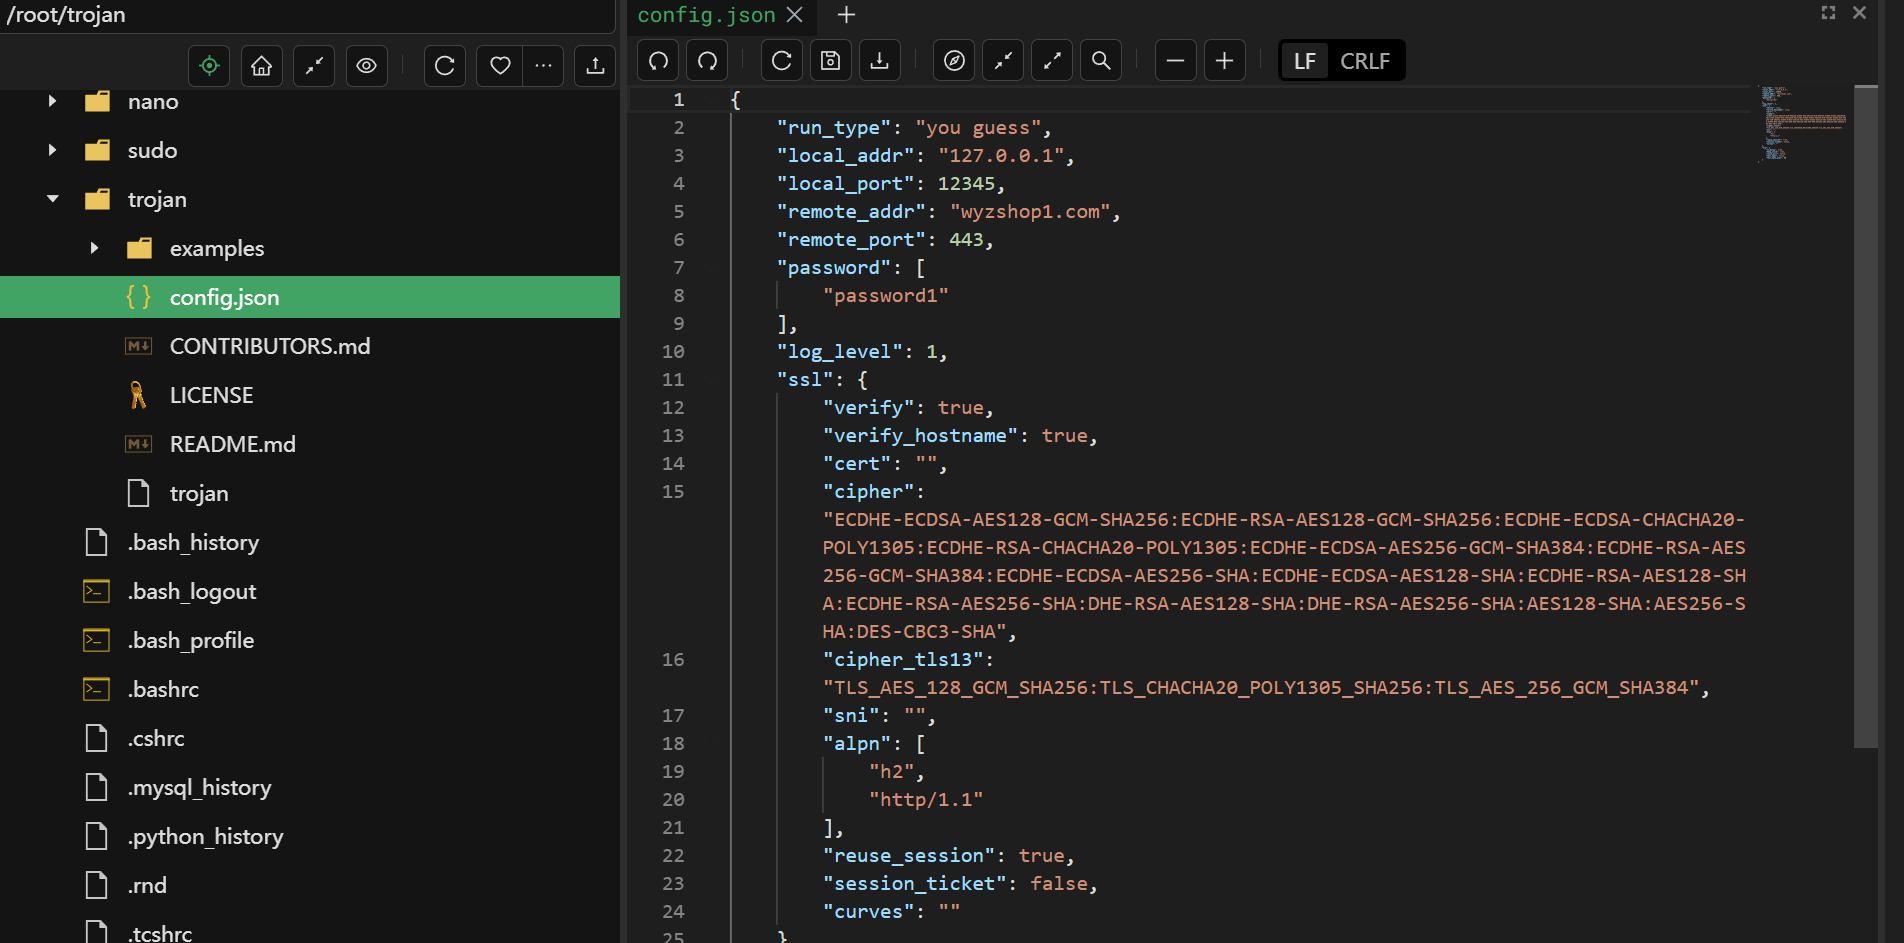 /root/trojan
nano
sudo
trojan
examples
config.json
CONTRIBUTORS.md
LICENSE
README.md
trojan
.bash_history
.bash_logout
.bash_profile
.bashrc
.cshrc
.mysql_history
.python_history
.rnd
.tcshrc
config.json
LF CRLF
1 {
2 "run_type": "you guess",
3 "local_addr": "127.0.0.1",
4 "local_port": 12345,
5 "remote_addr": "wyzshop1.com",
6 "remote_port": 443,
7 "password": [
8 "password1"
9 ],
10 "log_level": 1,
11 "ssl": {
12 "verify": true,
13 "verify_hostname": true,
14 "cert": "",
15 "cipher":
"ECDHE-ECDSA-AES128-GCM-SHA256:ECDHE-RSA-AES128-GCM-SHA256:ECDHE-ECDSA-CHACHA20-
POLY1305:ECDHE-RSA-CHACHA20-POLY1305:ECDHE-ECDSA-AES256-GCM-SHA384:ECDHE-RSA-AES
256-GCM-SHA384:ECDHE-ECDSA-AES256-SHA:ECDHE-ECDSA-AES128-SHA:ECDHE-RSA-AES128-SH
A:ECDHE-RSA-AES256-SHA:DHE-RSA-AES128-SHA:DHE-RSA-AES256-SHA:AES128-SHA:AES256-S
HA:DES-CBC3-SHA",
16 "cipher_tls13":
"TLS_AES_128_GCM_SHA256:TLS_CHACHA20_POLY1305_SHA256:TLS_AES_256_GCM_SHA384",
17 "sni": "",
18 "alpn": [
19 "h2",
20 "http/1.1"
21 ],
22 "reuse_session": true,
23 "session_ticket": false,
24 "curves": ""
25 }